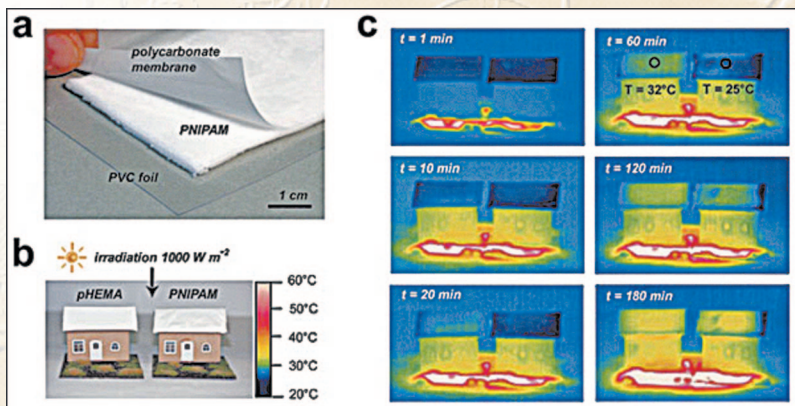 a
polycarbonate
membrane
PNIPAM
PVC foil
1 cm
b
irradiation 1000 W m⁻²
pHEMA
PNIPAM
60°C
50°C
40°C
30°C
20°C
c
t = 1 min
t = 60 min
T = 32°C
T = 25°C
t = 10 min
t = 120 min
t = 20 min
t = 180 min